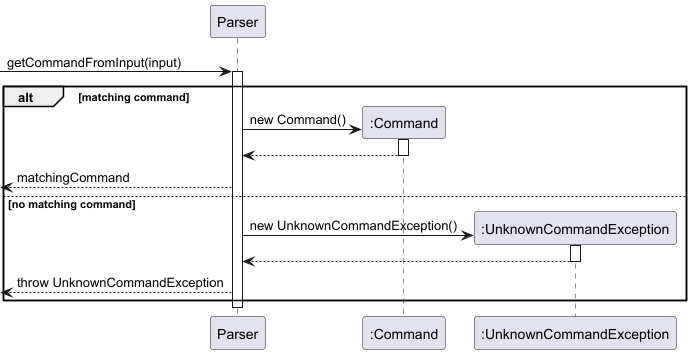 Parser
getCommandFromInput(input)
alt [matching command]
new Command()
:Command
matchingCommand
[no matching command]
new UnknownCommandException()
:UnknownCommandException
throw UnknownCommandException
Parser :Command :UnknownCommandException